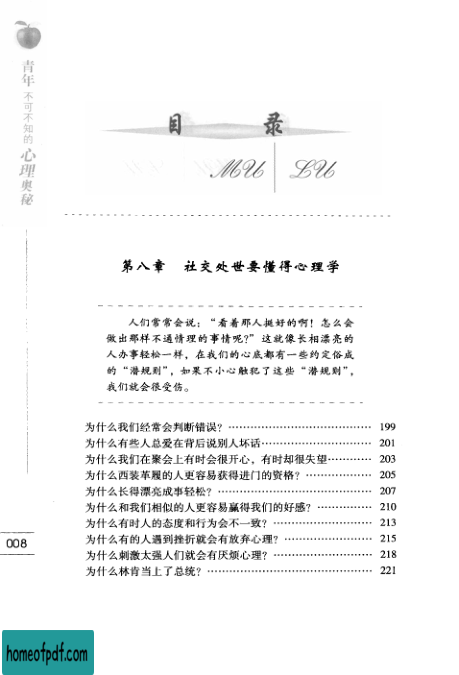 青年
不可不知的
心理
奥秘
目 录
MU LU
第八章 社交处世要懂得心理学
人们常常会说：“看着那人挺好的啊！怎么会
做出那样不通情理的事情呢？”这就像长相漂亮的
人办事轻松一样，在我们的心底都有一些约定俗成
的“潜规则”，如果不小心触犯了这些“潜规则”，
我们就会很受伤。
为什么我们经常会判断错误？…………………………………… 199
为什么有些人总爱在背后说别人坏话…………………………… 201
为什么我们在聚会上有时会很开心，有时却很失望………… 203
为什么西装革履的人更容易获得进门的资格？……………… 205
为什么长得漂亮成事轻松？……………………………………… 207
为什么和我们相似的人更容易赢得我们的好感？…………… 210
为什么有时人的态度和行为会不一致？……………………… 213
为什么有的人遇到挫折就会有放弃心理？…………………… 215
为什么刺激太强人们就会有厌烦心理？……………………… 218
为什么林肯当上了总统？………………………………………… 221
008
homeofpdf.com